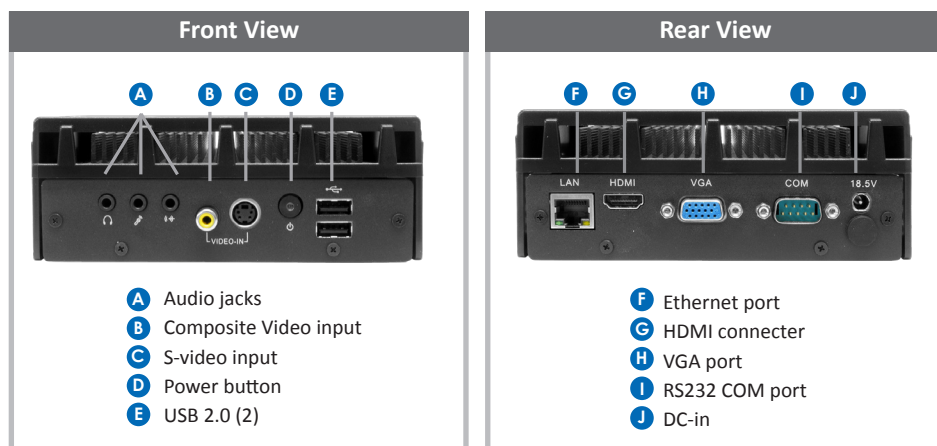 Front View
A B C D E
VIDEO-IN
A Audio jacks
B Composite Video input
C S-video input
D Power button
E USB 2.0 (2)
Rear View
F G H I J
LAN HDMI VGA COM 18.5V
F Ethernet port
G HDMI connecter
H VGA port
I RS232 COM port
J DC-in